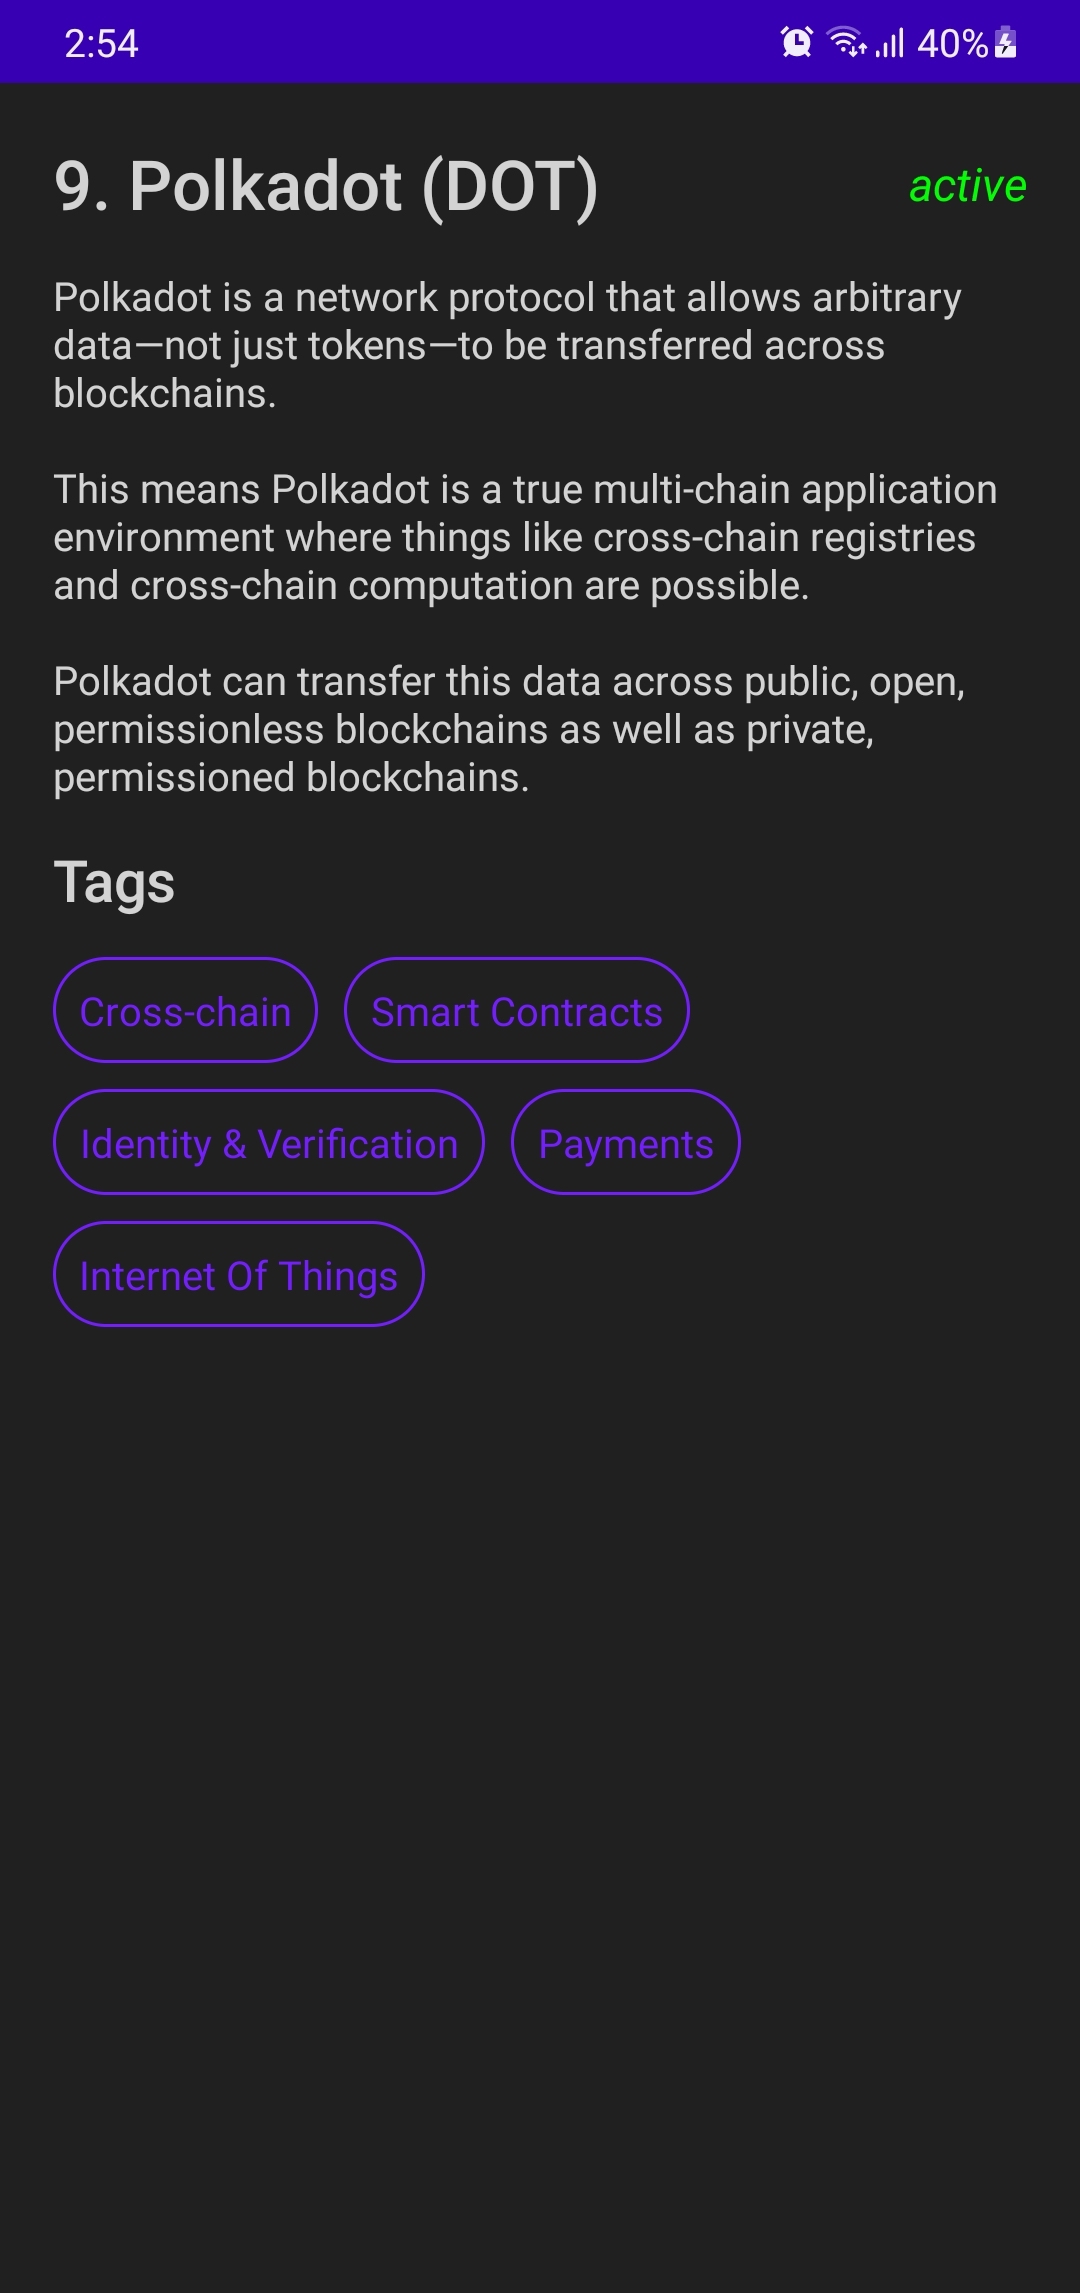 2:54
40%
9. Polkadot (DOT)
active
Polkadot is a network protocol that allows arbitrary
data—not just tokens—to be transferred across
blockchains.
This means Polkadot is a true multi-chain application
environment where things like cross-chain registries
and cross-chain computation are possible.
Polkadot can transfer this data across public, open,
permissionless blockchains as well as private,
permissioned blockchains.
Tags
Cross-chain
Smart Contracts
Identity & Verification
Payments
Internet Of Things